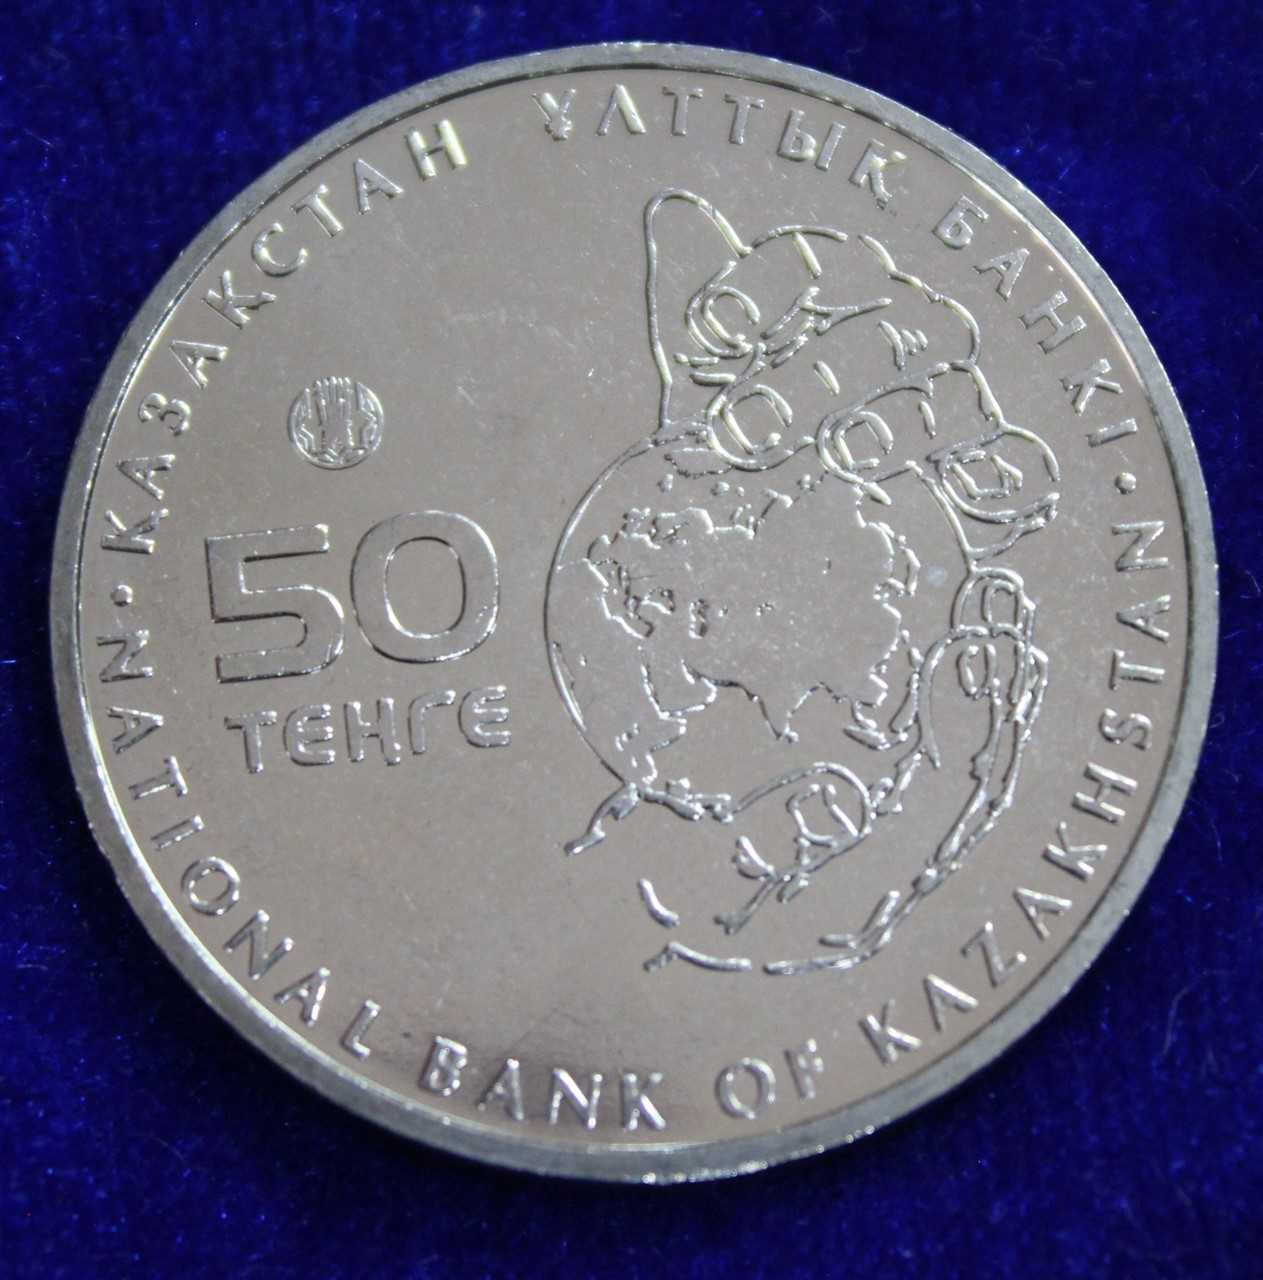 ҚАЗАҚСТАН ҰЛТТЫҚ БАНКІ
50
ТЕҢГЕ
NATIONAL BANK OF KAZAKHSTAN